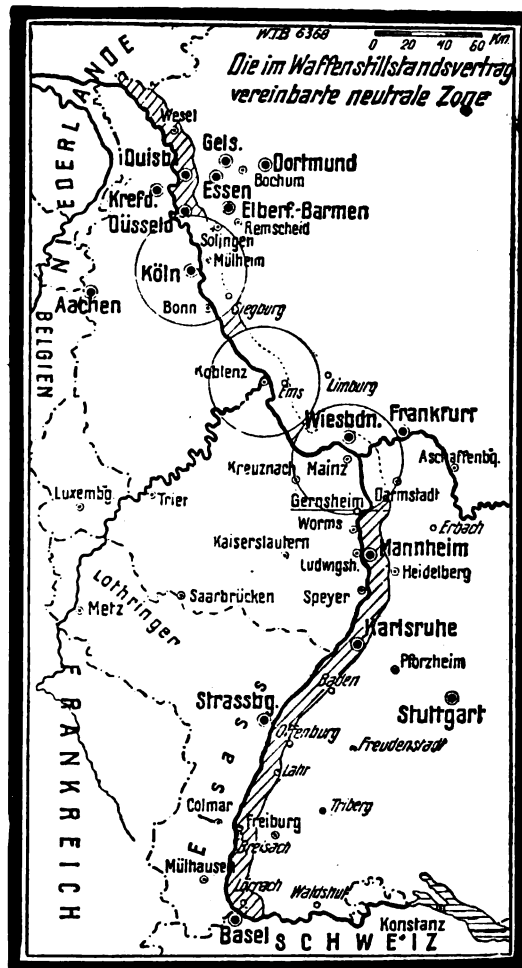 WTB 6368
0 20 40 60 Km.
Die im Waffenstillstandsvertrag
vereinbarte neutrale Zone
NIEDERLANDE
Wesel
Duisb.
Gels.
Dortmund
Bochum
Essen
Krefd.
Elberf.-Barmen
Düsseld.
Remscheid
Solingen
Mülheim
Köln
Aachen
Bonn
Siegburg
BELGIEN
Koblenz
Ems
Limburg
Wiesbdn.
Frankfurt
Kreuznach
Mainz
Aschaffenbg.
Luxembg.
Trier
Gernsheim
Darmstadt
Worms
Erbach
Kaiserslautern
Mannheim
Ludwigsh.
Heidelberg
Lothringer
Metz
Saarbrücken
Speyer
Karlsruhe
Pforzheim
Baden
Strassbg.
Stuttgart
FRANKREICH
Elsass
Offenburg
Freudenstadt
Lahr
Colmar
Triberg
Freiburg
Breisach
Mülhausen
Lörrach
Waldshut
Basel
Konstanz
SCHWEIZ